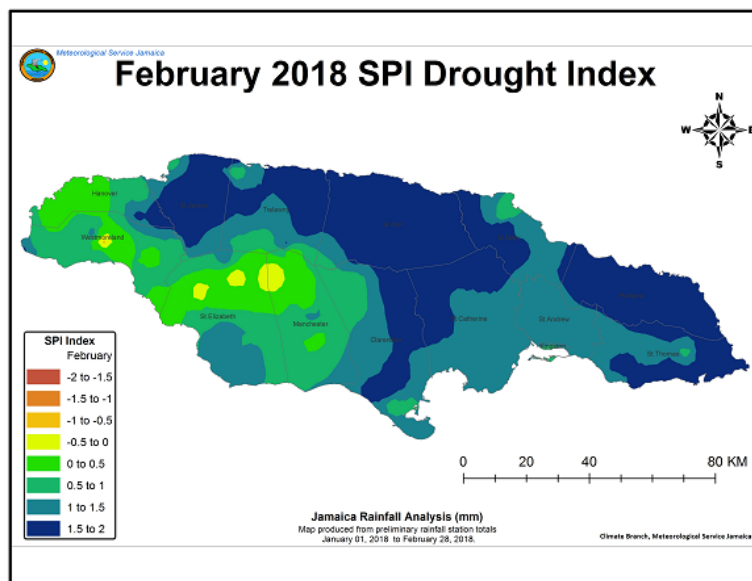 Meteorological Service Jamaica
February 2018 SPI Drought Index
N
W E
S
Hanover
Trelawny
Westmoreland
St Elizabeth
Manchester
Clarendon
St Catherine
St Andrew
Kingston
St Thomas
SPI Index
February
-2 to -1.5
-1.5 to -1
-1 to -0.5
-0.5 to 0
0 to 0.5
0.5 to 1
1 to 1.5
1.5 to 2
0 20 40 60 80 KM
Jamaica Rainfall Analysis (mm)
Map produced from preliminary rainfall station totals
January 01, 2018 to February 28, 2018.
Climate Branch, Meteorological Service Jamaica